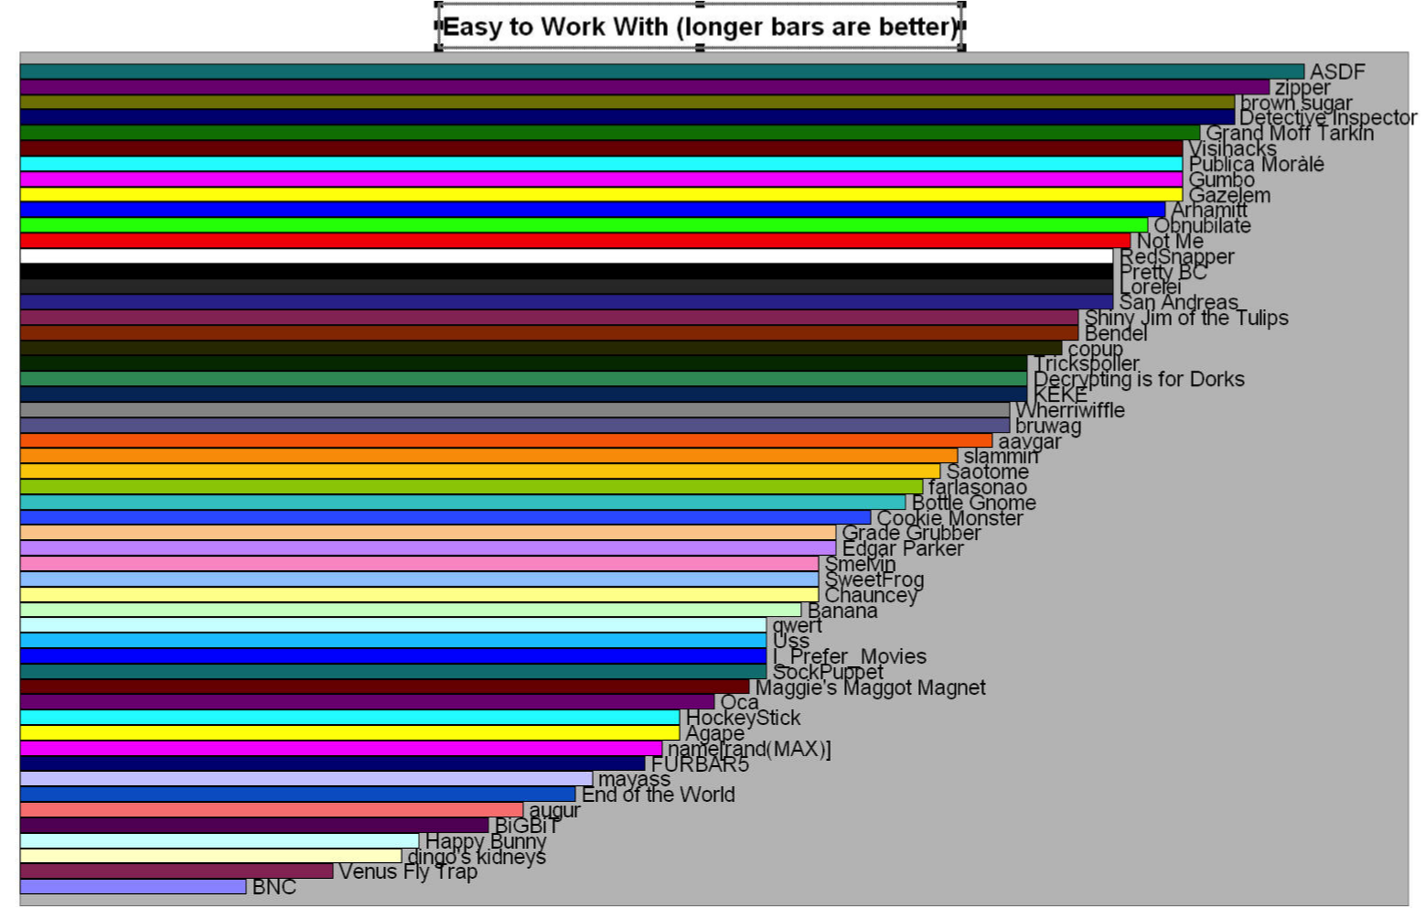 Easy to Work With (longer bars are better)
ASDF
zipper
brown sugar
Detective Inspector
Grand Moff Tarkin
Visihacks
Publica Moràlé
Gumbo
Gazelem
Arhamitt
Obnubilate
Not Me
RedSnapper
Pretty BC
Lorelei
San Andreas
Shiny Jim of the Tulips
Bendel
copup
Trickspoiler
Decrypting is for Dorks
KEKE
Wherriwiffle
bruwag
aaygar
slammin
Saotome
farlasonao
Bottle Gnome
Cookie Monster
Grade Grubber
Edgar Parker
Smelvin
SweetFrog
Chauncey
Banana
qwert
Uss
I_Prefer_Movies
SockPuppet
Maggie's Maggot Magnet
Oca
HockeyStick
Agape
name[rand(MAX)]
FURBAR5
mayass
End of the World
augur
BiGBiT
Happy Bunny
dingo's kidneys
Venus Fly Trap
BNC